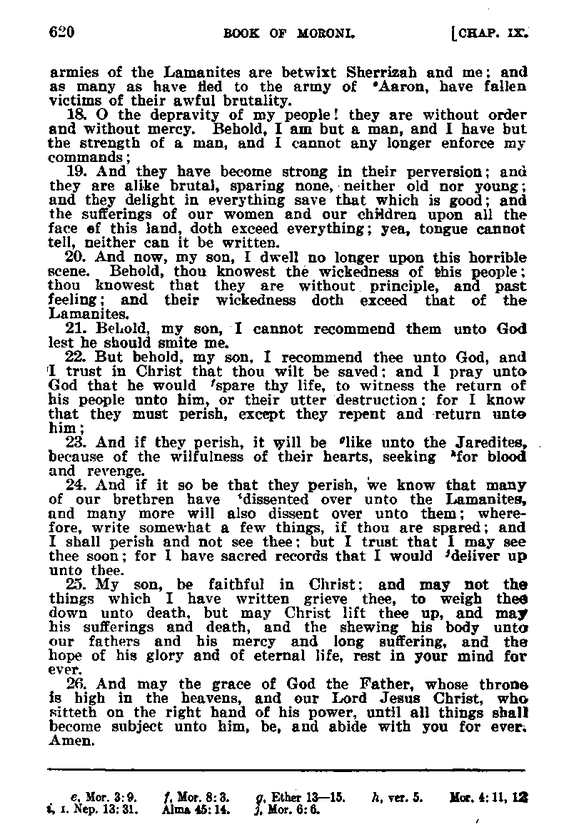 620 BOOK OF MORONI. [CHAP. IX.
armies of the Lamanites are betwixt Sherrizah and me; and
as many as have fled to the army of *Aaron, have fallen
victims of their awful brutality.
18. O the depravity of my people! they are without order
and without mercy. Behold, I am but a man, and I have but
the strength of a man, and I cannot any longer enforce my
commands;
19. And they have become strong in their perversion; and
they are alike brutal, sparing none, neither old nor young;
and they delight in everything save that which is good; and
the sufferings of our women and our children upon all the
face of this land, doth exceed everything; yea, tongue cannot
tell, neither can it be written.
20. And now, my son, I dwell no longer upon this horrible
scene. Behold, thou knowest the wickedness of this people;
thou knowest that they are without principle, and past
feeling; and their wickedness doth exceed that of the
Lamanites.
21. Behold, my son, I cannot recommend them unto God
lest he should smite me.
22. But behold, my son, I recommend thee unto God, and
I trust in Christ that thou wilt be saved; and I pray unto
God that he would fspare thy life, to witness the return of
his people unto him, or their utter destruction; for I know
that they must perish, except they repent and return unto
him;
23. And if they perish, it will be glike unto the Jaredites,
because of the wilfulness of their hearts, seeking hfor blood
and revenge.
24. And if it so be that they perish, we know that many
of our brethren have idissented over unto the Lamanites,
and many more will also dissent over unto them; where-
fore, write somewhat a few things, if thou are spared; and
I shall perish and not see thee; but I trust that I may see
thee soon; for I have sacred records that I would jdeliver up
unto thee.
25. My son, be faithful in Christ; and may not the
things which I have written grieve thee, to weigh thee
down unto death, but may Christ lift thee up, and may
his sufferings and death, and the shewing his body unto
our fathers and his mercy and long suffering, and the
hope of his glory and of eternal life, rest in your mind for
ever.
26. And may the grace of God the Father, whose throne
is high in the heavens, and our Lord Jesus Christ, who
sitteth on the right hand of his power, until all things shall
become subject unto him, be, and abide with you for ever.
Amen.
e, Mor. 3:9. f, Mor. 8:3. g, Ether 13—15. h, ver. 5. Mor. 4:11, 12
i, 1. Nep. 13:31. Alma 45:14. j, Mor. 6:6.